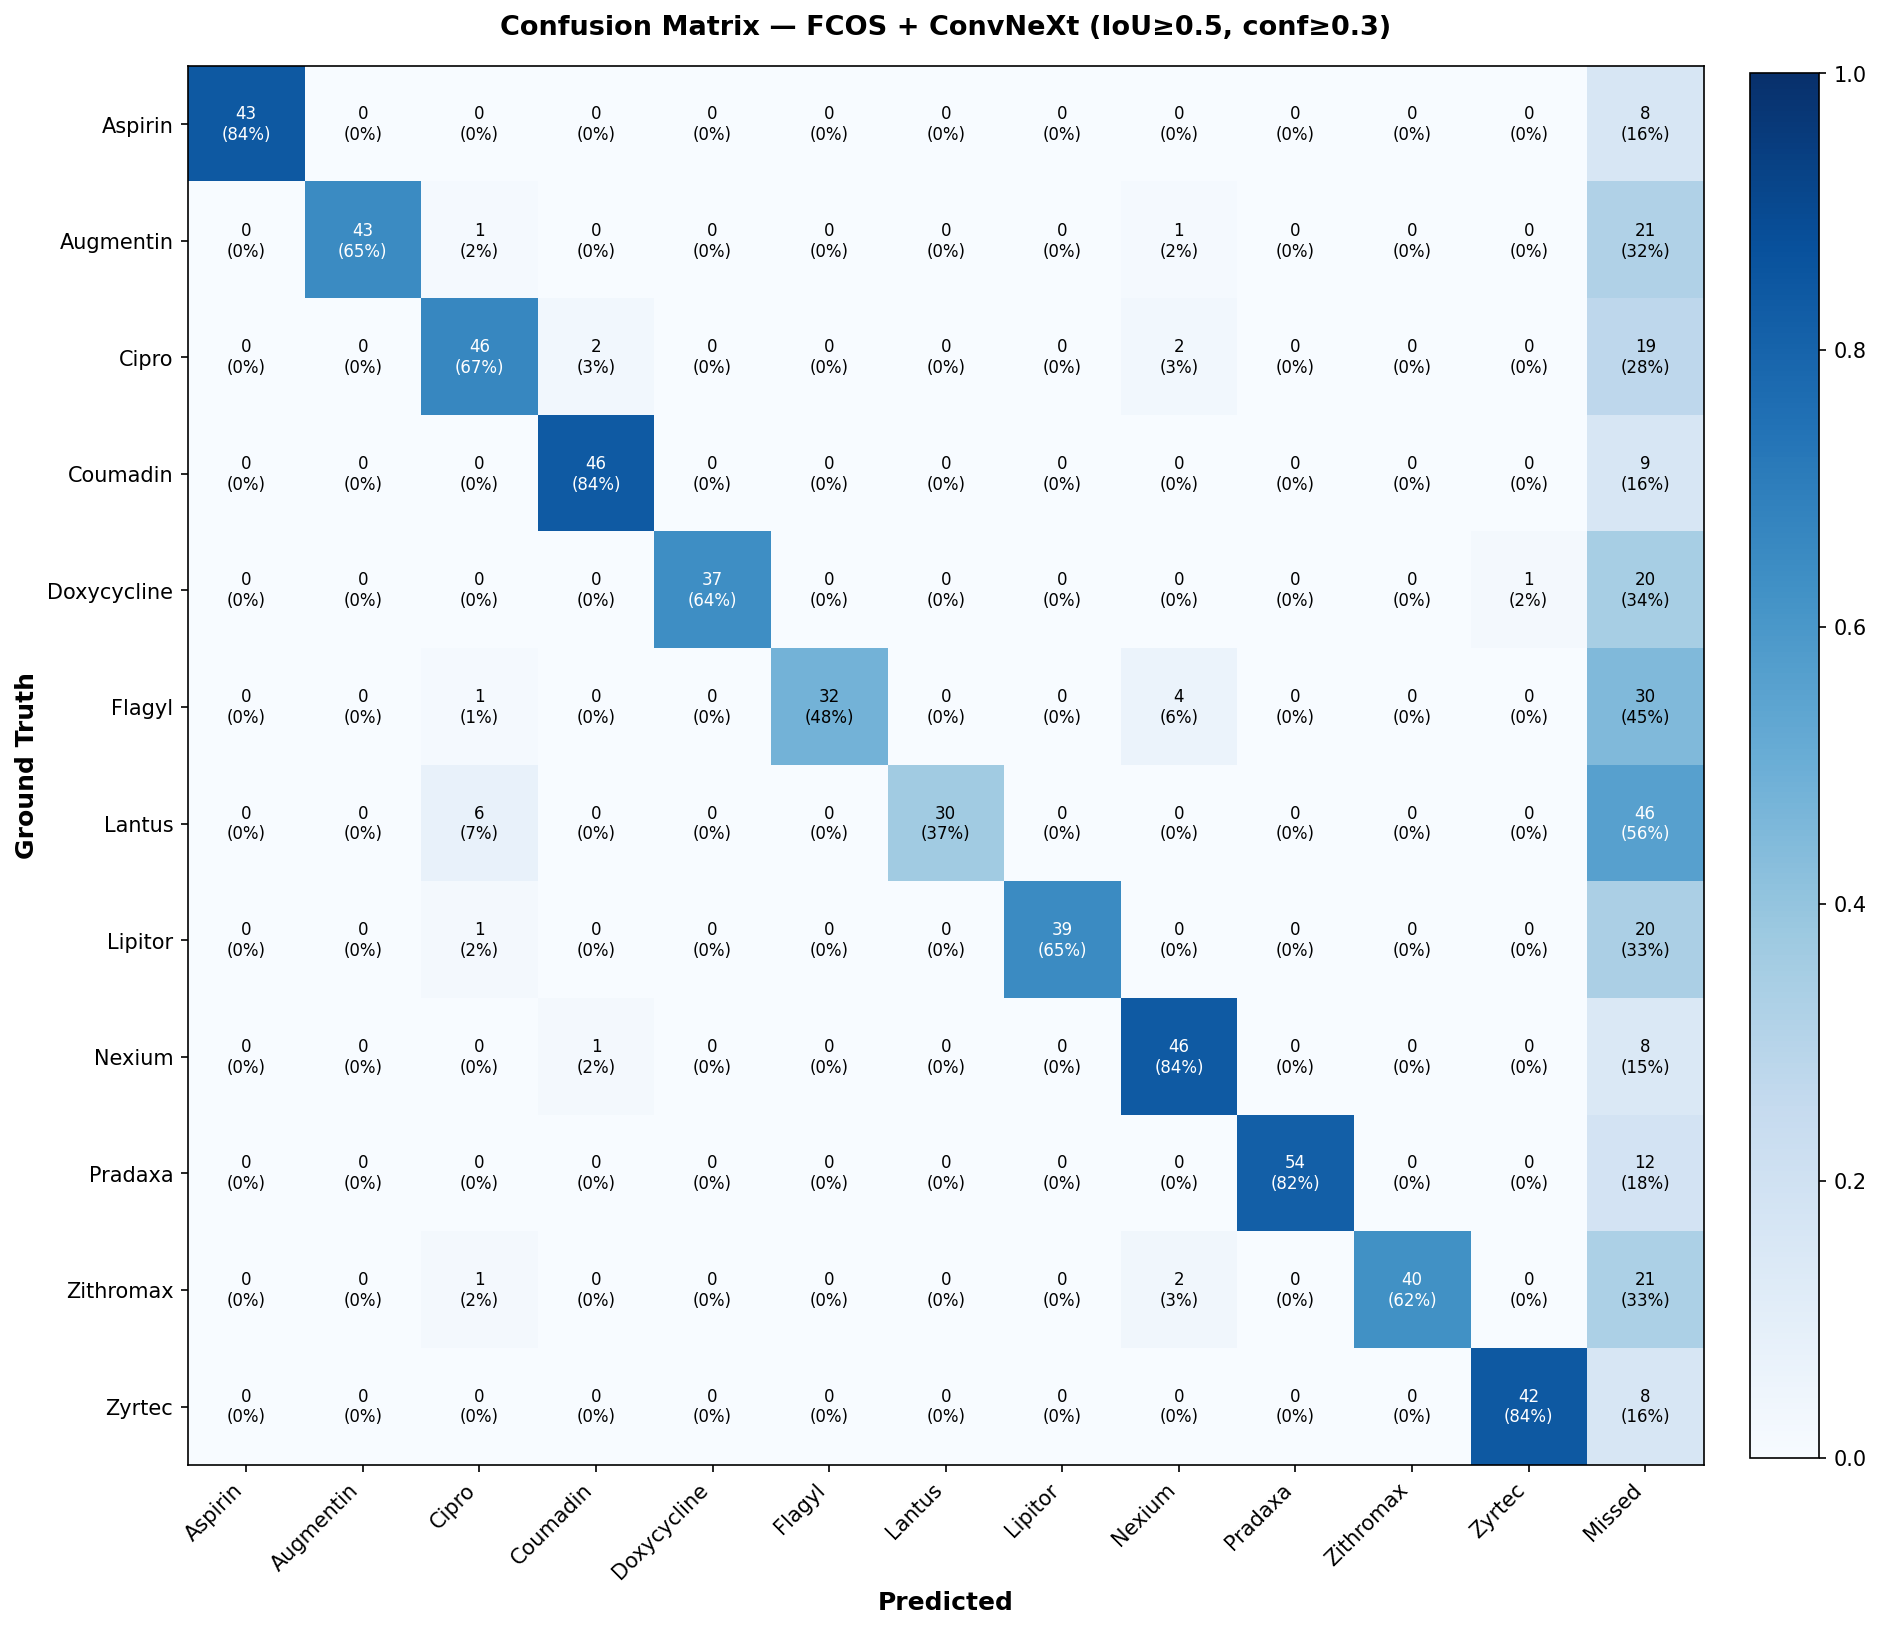 Confusion Matrix — FCOS + ConvNeXt (IoU≥0.5, conf≥0.3)
Aspirin 43 0 0 0 0 0 0 0 0 0 0 0 8
(84%) (0%) (0%) (0%) (0%) (0%) (0%) (0%) (0%) (0%) (0%) (0%) (16%)
Augmentin 0 43 1 0 0 0 0 0 1 0 0 0 21
(0%) (65%) (2%) (0%) (0%) (0%) (0%) (0%) (2%) (0%) (0%) (0%) (32%)
Cipro 0 0 46 2 0 0 0 0 2 0 0 0 19
(0%) (0%) (67%) (3%) (0%) (0%) (0%) (0%) (3%) (0%) (0%) (0%) (28%)
Coumadin 0 0 0 46 0 0 0 0 0 0 0 0 9
(0%) (0%) (0%) (84%) (0%) (0%) (0%) (0%) (0%) (0%) (0%) (0%) (16%)
Doxycycline 0 0 0 0 37 0 0 0 0 0 0 1 20
(0%) (0%) (0%) (0%) (64%) (0%) (0%) (0%) (0%) (0%) (0%) (2%) (34%)
Flagyl 0 0 1 0 0 32 0 0 4 0 0 0 30
(0%) (0%) (1%) (0%) (0%) (48%) (0%) (0%) (6%) (0%) (0%) (0%) (45%)
Lantus 0 0 6 0 0 0 30 0 0 0 0 0 46
(0%) (0%) (7%) (0%) (0%) (0%) (37%) (0%) (0%) (0%) (0%) (0%) (56%)
Lipitor 0 0 1 0 0 0 0 39 0 0 0 0 20
(0%) (0%) (2%) (0%) (0%) (0%) (0%) (65%) (0%) (0%) (0%) (0%) (33%)
Nexium 0 0 0 1 0 0 0 0 46 0 0 0 8
(0%) (0%) (0%) (2%) (0%) (0%) (0%) (0%) (84%) (0%) (0%) (0%) (15%)
Pradaxa 0 0 0 0 0 0 0 0 0 54 0 0 12
(0%) (0%) (0%) (0%) (0%) (0%) (0%) (0%) (0%) (82%) (0%) (0%) (18%)
Zithromax 0 0 1 0 0 0 0 0 2 0 40 0 21
(0%) (0%) (2%) (0%) (0%) (0%) (0%) (0%) (3%) (0%) (62%) (0%) (33%)
Zyrtec 0 0 0 0 0 0 0 0 0 0 0 42 8
(0%) (0%) (0%) (0%) (0%) (0%) (0%) (0%) (0%) (0%) (0%) (84%) (16%)
Aspirin Augmentin Cipro Coumadin Doxycycline Flagyl Lantus Lipitor Nexium Pradaxa Zithromax Zyrtec Missed
Predicted
Ground Truth
1.0
0.8
0.6
0.4
0.2
0.0